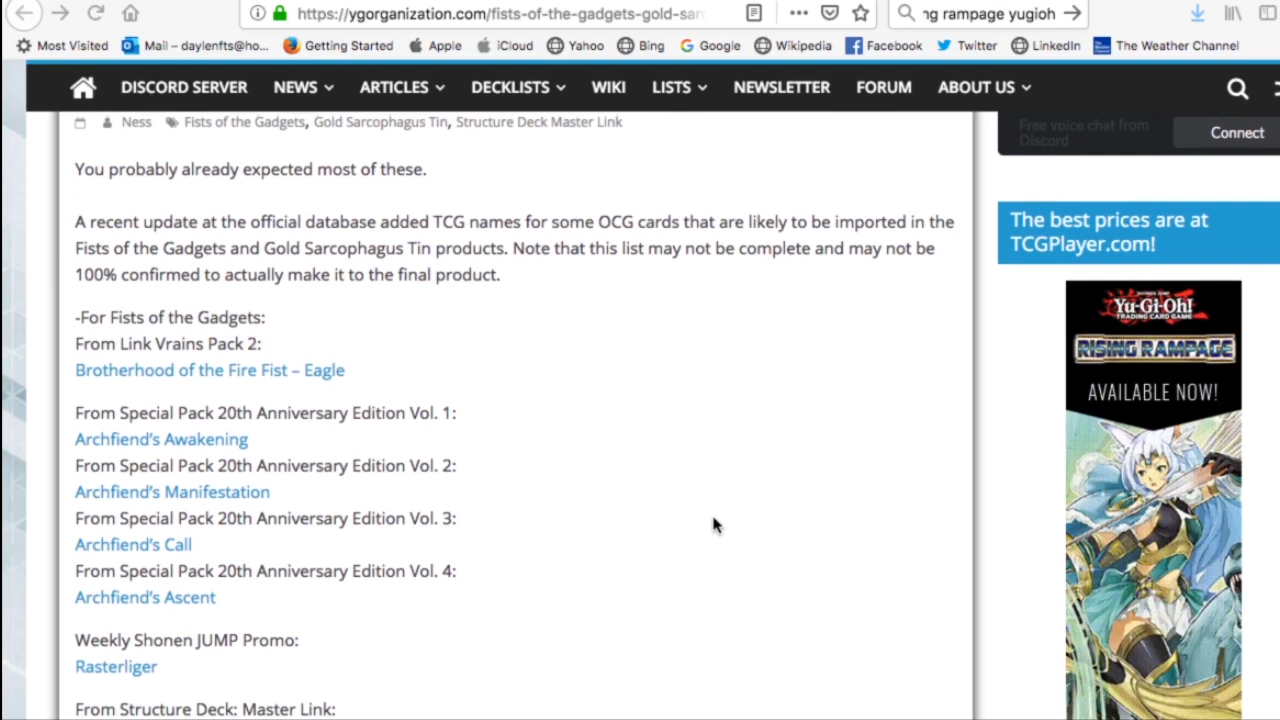 https://ygorganization.com/fists-of-the-gadgets-gold-sarc
ng rampage yugioh
Most Visited
Mail – daylenfts@ho...
Getting Started
Apple
iCloud
Yahoo
Bing
Google
Wikipedia
Facebook
Twitter
LinkedIn
The Weather Channel
DISCORD SERVER
NEWS
ARTICLES
DECKLISTS
WIKI
LISTS
NEWSLETTER
FORUM
ABOUT US
Ness
Fists of the Gadgets, Gold Sarcophagus Tin, Structure Deck Master Link
Free voice chat from
Discord
Connect
You probably already expected most of these.
A recent update at the official database added TCG names for some OCG cards that are likely to be imported in the
Fists of the Gadgets and Gold Sarcophagus Tin products. Note that this list may not be complete and may not be
100% confirmed to actually make it to the final product.
-For Fists of the Gadgets:
From Link Vrains Pack 2:
Brotherhood of the Fire Fist – Eagle
From Special Pack 20th Anniversary Edition Vol. 1:
Archfiend's Awakening
From Special Pack 20th Anniversary Edition Vol. 2:
Archfiend's Manifestation
From Special Pack 20th Anniversary Edition Vol. 3:
Archfiend's Call
From Special Pack 20th Anniversary Edition Vol. 4:
Archfiend's Ascent
Weekly Shonen JUMP Promo:
Rasterliger
From Structure Deck: Master Link:
The best prices are at
TCGPlayer.com!
Yu-Gi-Oh!
TRADING CARD GAME
RISING RAMPAGE
AVAILABLE NOW!